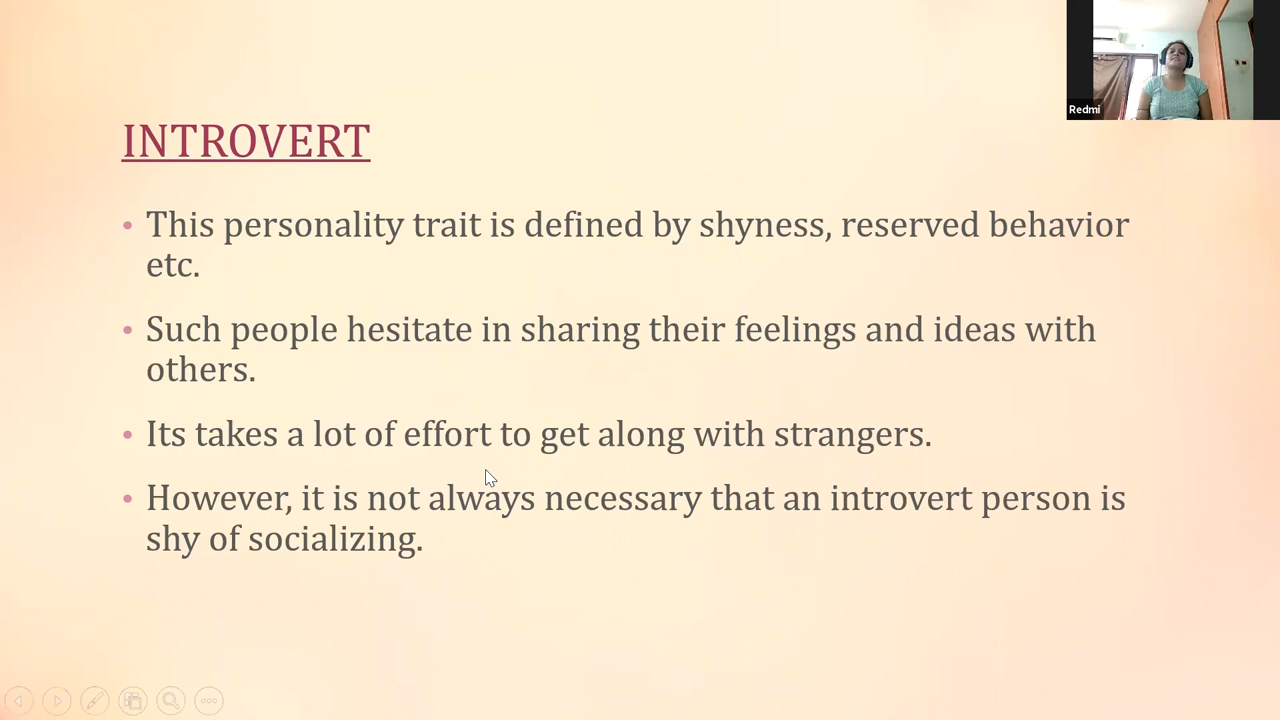 Redmi
INTROVERT
• This personality trait is defined by shyness, reserved behavior
etc.
• Such people hesitate in sharing their feelings and ideas with
others.
• Its takes a lot of effort to get along with strangers.
• However, it is not always necessary that an introvert person is
shy of socializing.